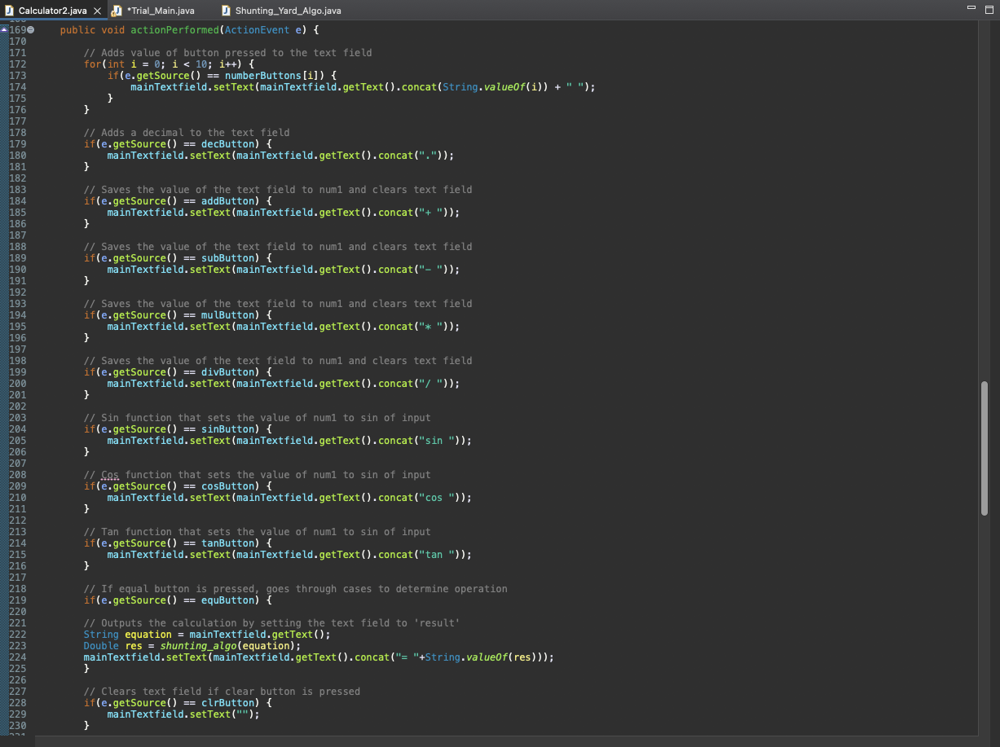 Calculator2.java *Trial_Main.java Shunting_Yard_Algo.java
169 public void actionPerformed(ActionEvent e) {
170
171 // Adds value of button pressed to the text field
172 for(int i = 0; i < 10; i++) {
173 if(e.getSource() == numberButtons[i]) {
174 mainTextfield.setText(mainTextfield.getText().concat(String.valueOf(i)) + " ");
175 }
176 }
177
178 // Adds a decimal to the text field
179 if(e.getSource() == decButton) {
180 mainTextfield.setText(mainTextfield.getText().concat("."));
181 }
182
183 // Saves the value of the text field to num1 and clears text field
184 if(e.getSource() == addButton) {
185 mainTextfield.setText(mainTextfield.getText().concat("+ "));
186 }
187
188 // Saves the value of the text field to num1 and clears text field
189 if(e.getSource() == subButton) {
190 mainTextfield.setText(mainTextfield.getText().concat("- "));
191 }
192
193 // Saves the value of the text field to num1 and clears text field
194 if(e.getSource() == mulButton) {
195 mainTextfield.setText(mainTextfield.getText().concat("* "));
196 }
197
198 // Saves the value of the text field to num1 and clears text field
199 if(e.getSource() == divButton) {
200 mainTextfield.setText(mainTextfield.getText().concat("/ "));
201 }
202
203 // Sin function that sets the value of num1 to sin of input
204 if(e.getSource() == sinButton) {
205 mainTextfield.setText(mainTextfield.getText().concat("sin "));
206 }
207
208 // Cos function that sets the value of num1 to sin of input
209 if(e.getSource() == cosButton) {
210 mainTextfield.setText(mainTextfield.getText().concat("cos "));
211 }
212
213 // Tan function that sets the value of num1 to sin of input
214 if(e.getSource() == tanButton) {
215 mainTextfield.setText(mainTextfield.getText().concat("tan "));
216 }
217
218 // If equal button is pressed, goes through cases to determine operation
219 if(e.getSource() == equButton) {
220
221 // Outputs the calculation by setting the text field to 'result'
222 String equation = mainTextfield.getText();
223 Double res = shunting_algo(equation);
224 mainTextfield.setText(mainTextfield.getText().concat("= "+String.valueOf(res)));
225 }
226
227 // Clears text field if clear button is pressed
228 if(e.getSource() == clrButton) {
229 mainTextfield.setText("");
230 }